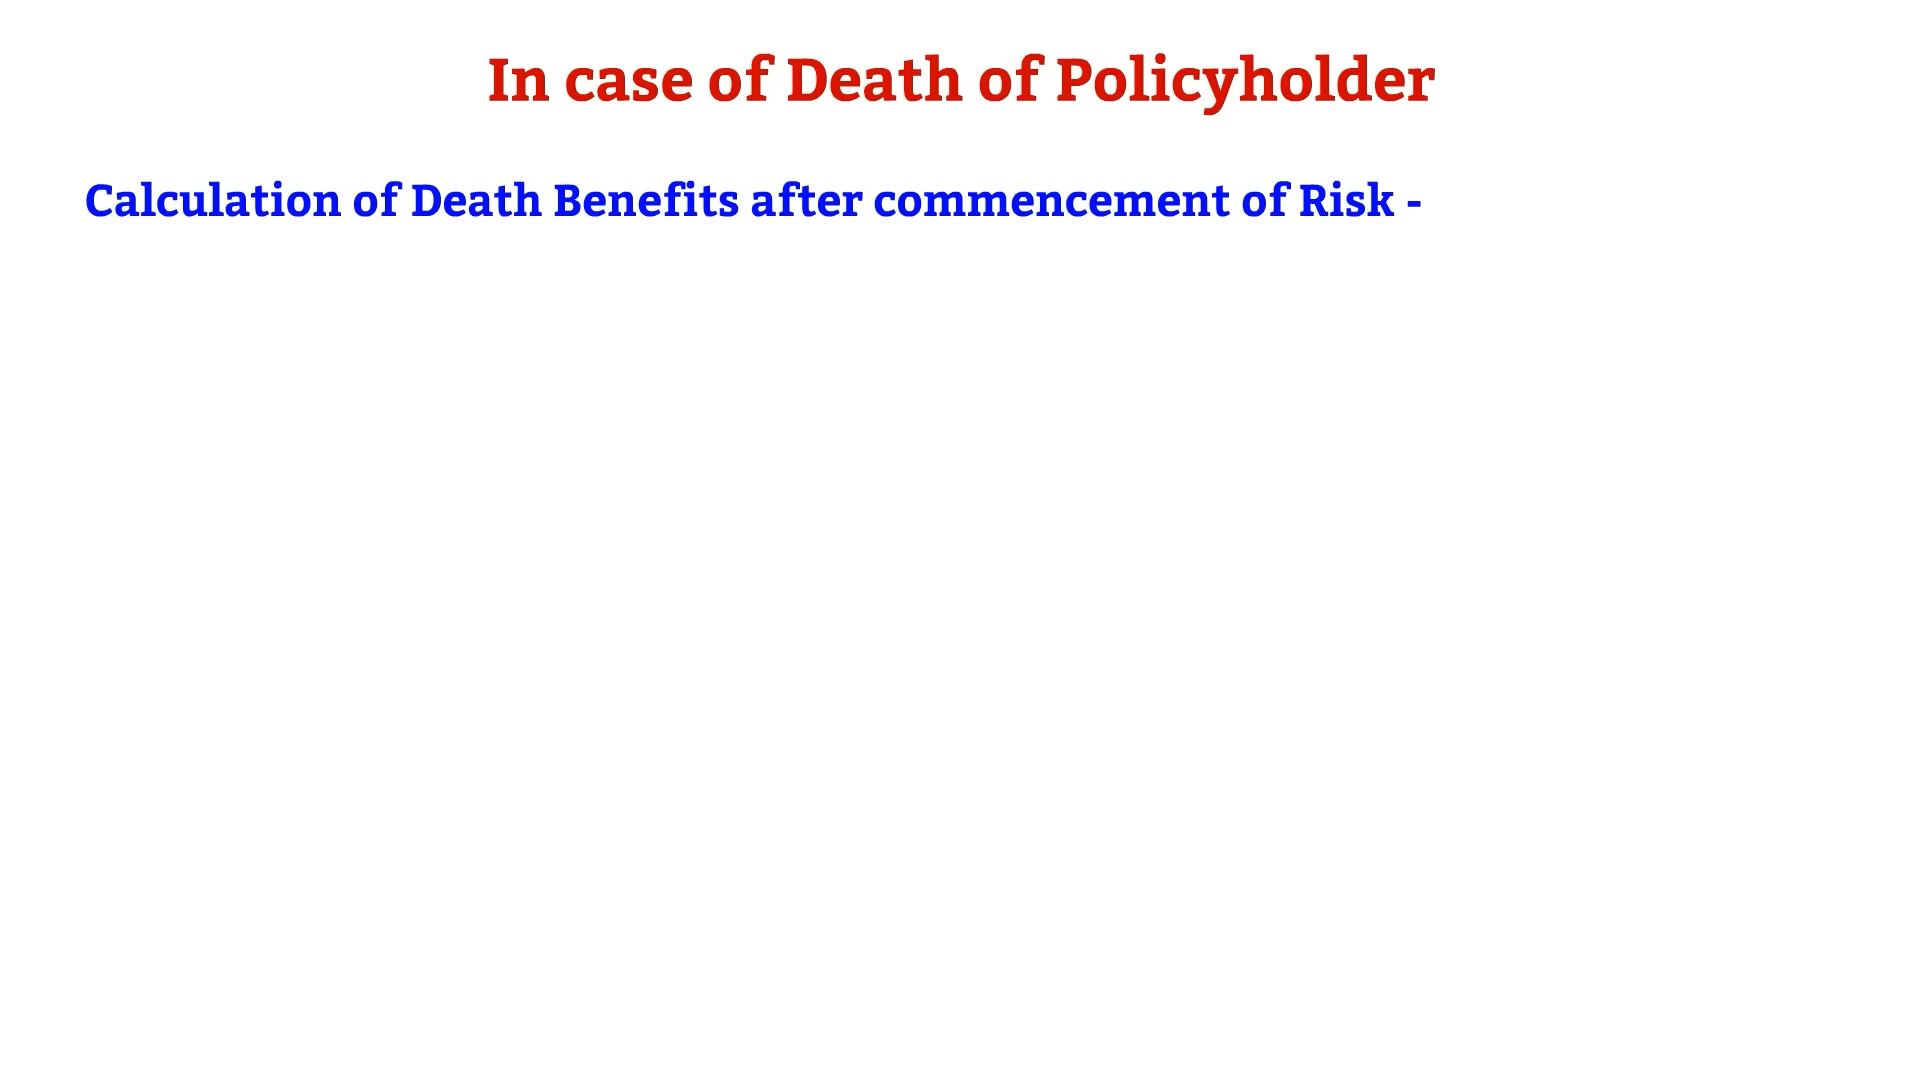 In case of Death of Policyholder
Calculation of Death Benefits after commencement of Risk -